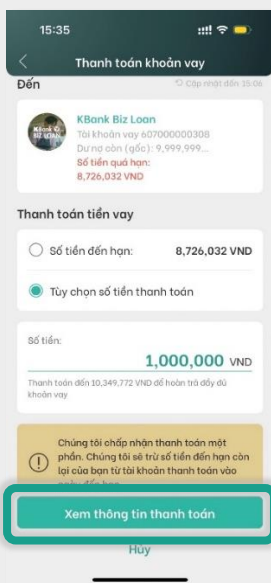 15:35
Thanh toán khoản vay
Đến
Cập nhật đến 15:06
KBank Biz Loan
Tài khoản vay 607000000308
Dư nợ còn (gốc): 9,999,999...
Số tiền quá hạn:
8,726,032 VND
Thanh toán tiền vay
Số tiền đến hạn: 8,726,032 VND
Tùy chọn số tiền thanh toán
Số tiền:
1,000,000 VND
Thanh toán đến 10,349,772 VND để hoàn trả đầy đủ
khoản vay
Chúng tôi chấp nhận thanh toán một
phần. Chúng tôi sẽ trừ số tiền đến hạn còn
lại của bạn từ tài khoản thanh toán vào
Xem thông tin thanh toán
Hủy